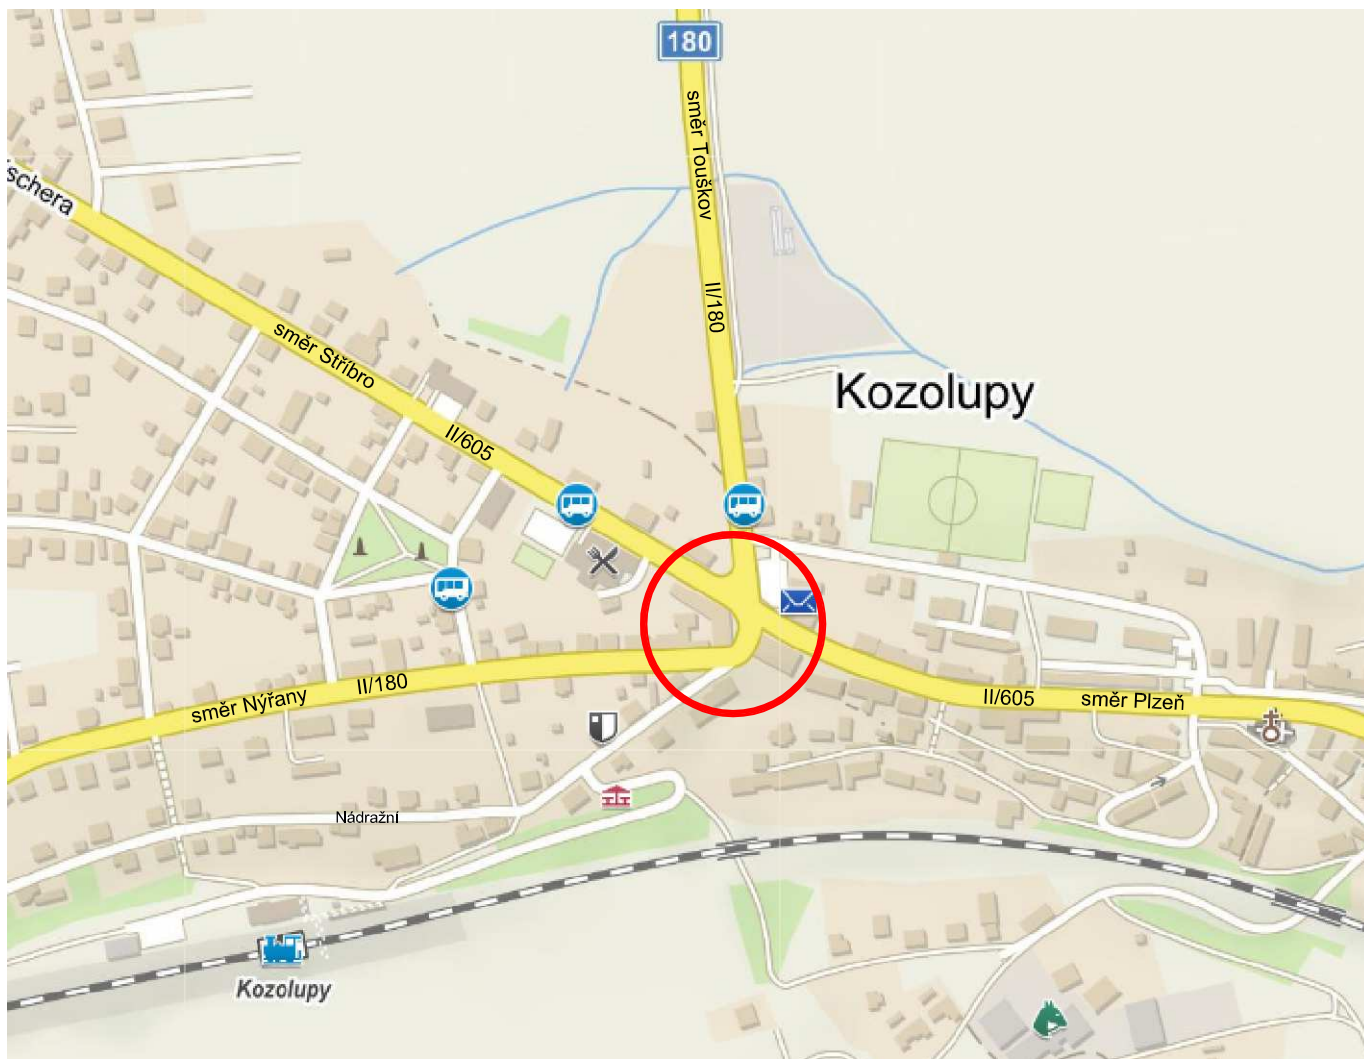 180
směr Touškov
schera
II/180
směr Stříbro
Kozolupy
II/605
směr Nýřany
II/180
II/605
směr Plzeň
Nádražní
Kozolupy